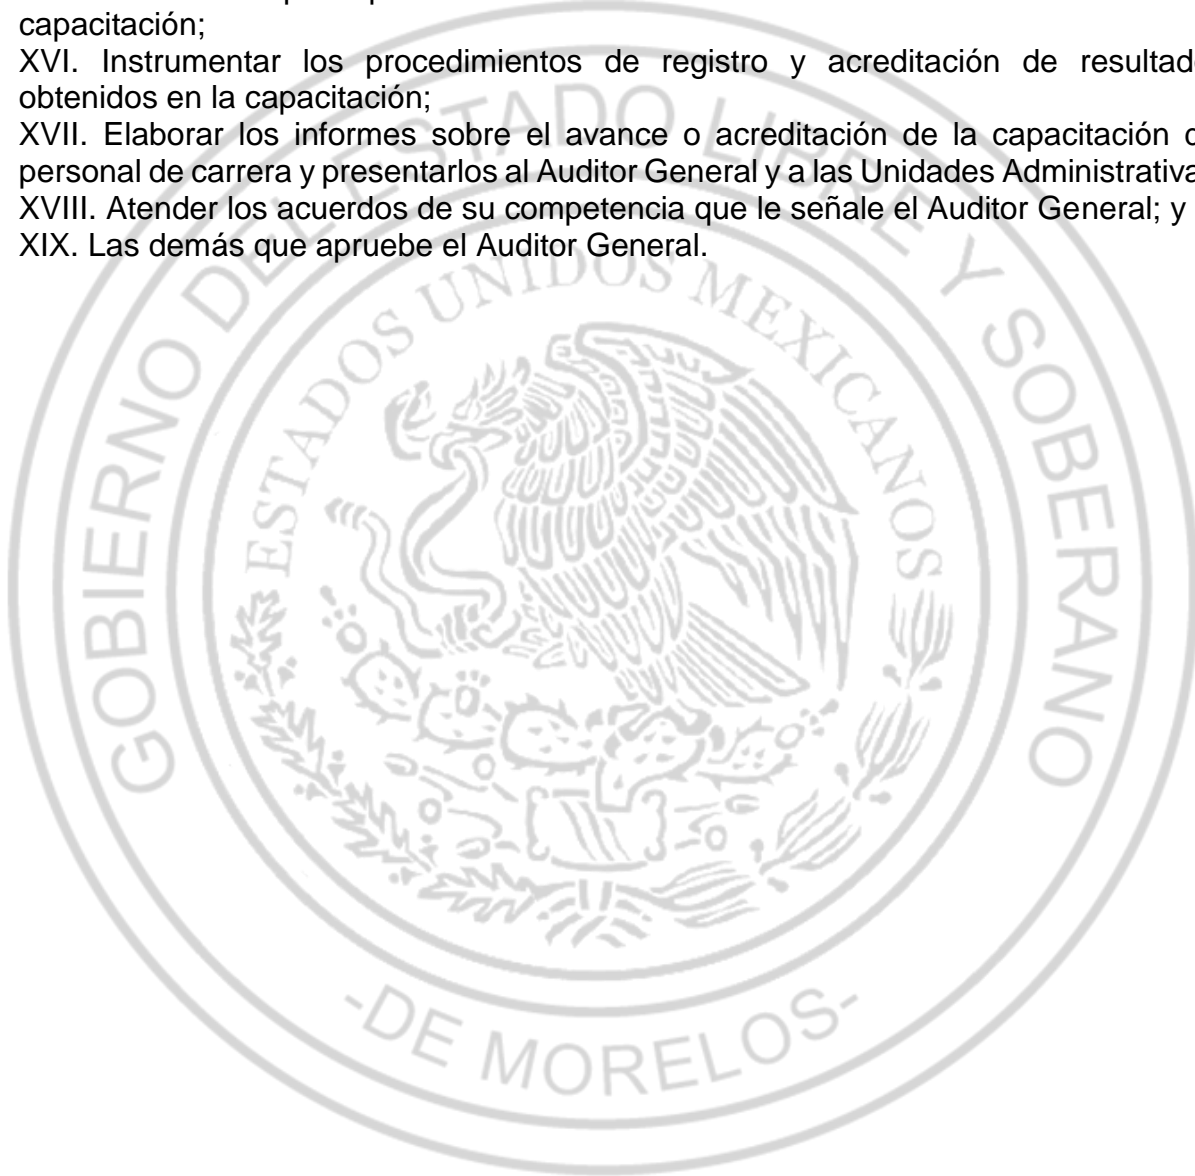 capacitación;
XVI. Instrumentar los procedimientos de registro y acreditación de
obtenidos en la capacitación;
XVII. Elaborar los informes sobre el avance o acreditación de la capacitación
personal de carrera y presentarlos al Auditor General y a las Unidades
XVIII. Atender los acuerdos de su competencia que le señale el Auditor General; y
XIX. Las demás que apruebe el Auditor General.
GOBIERNO DEL ESTADO LIBRE Y SOBERANO
ESTADOS UNIDOS MEXICANOS
-DE MORELOS-